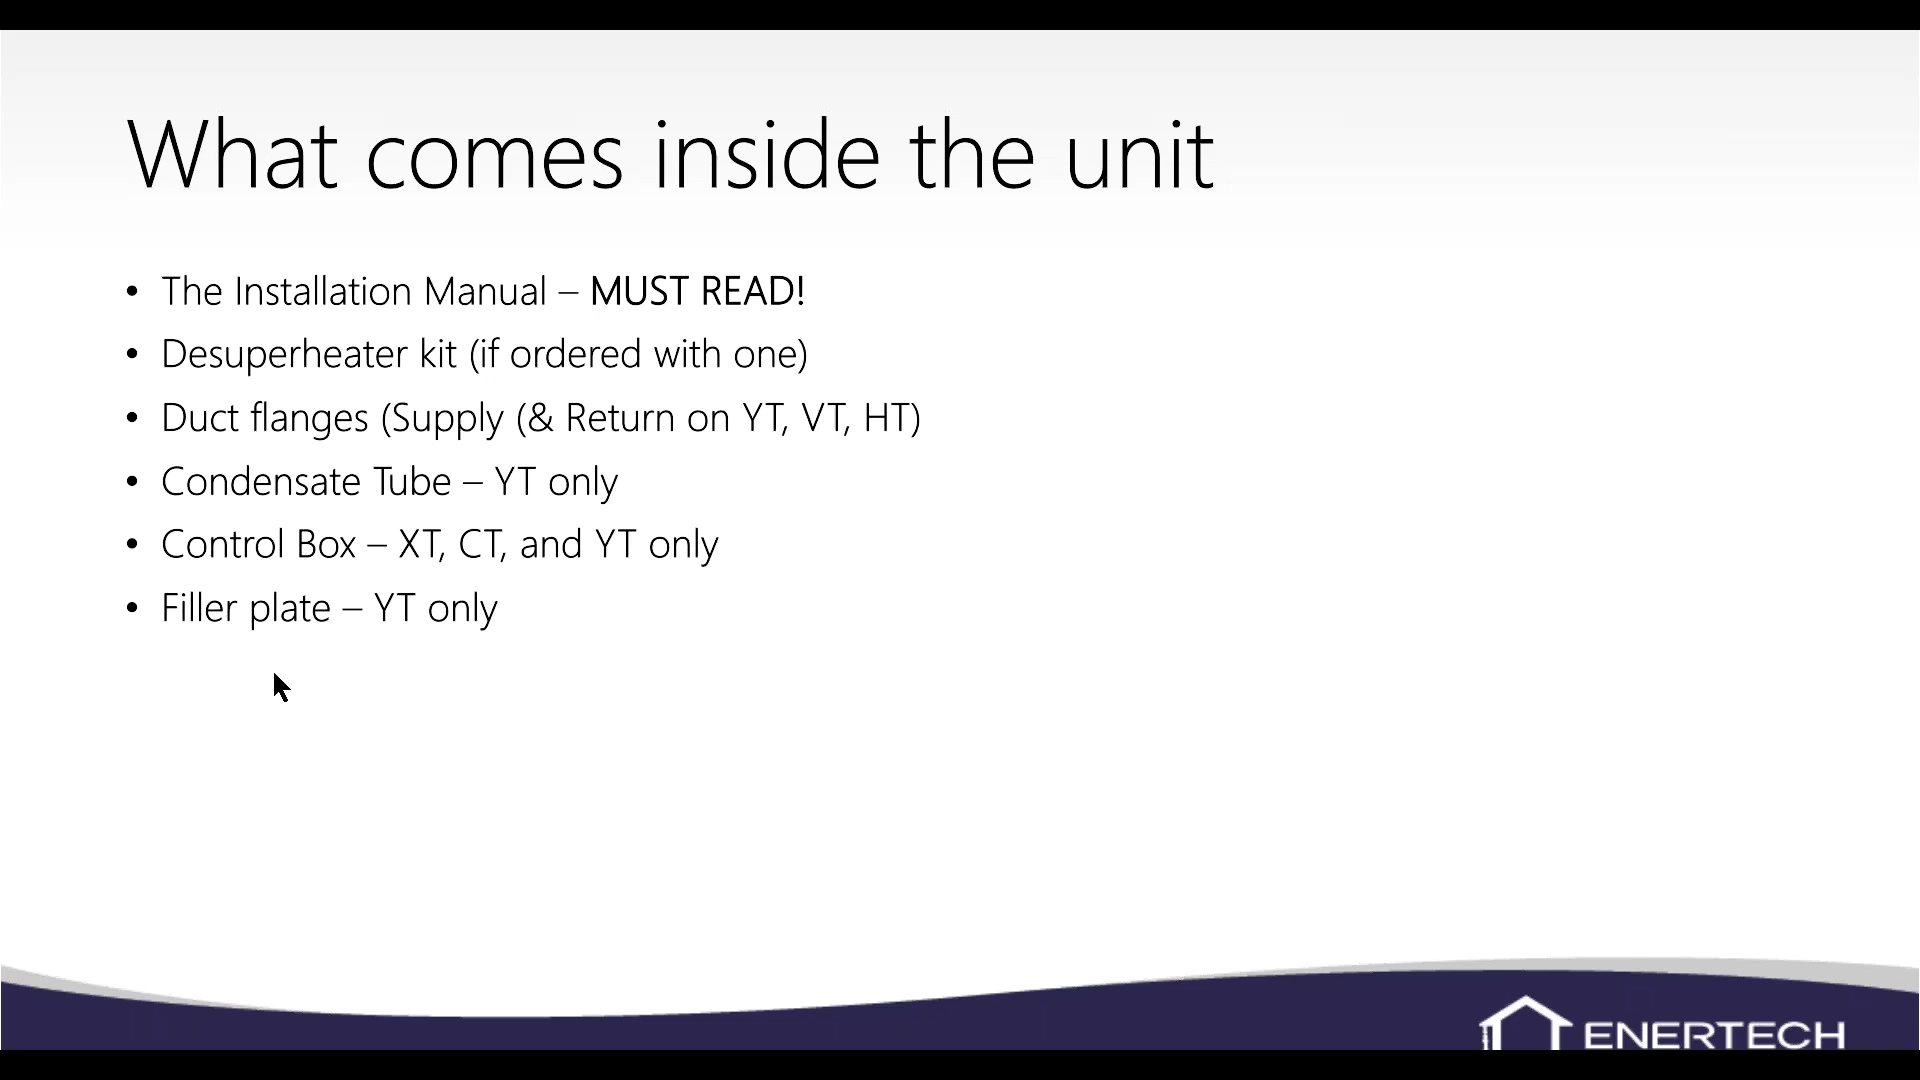 What comes inside the unit
• The Installation Manual – MUST READ!
• Desuperheater kit (if ordered with one)
• Duct flanges (Supply (& Return on YT, VT, HT)
• Condensate Tube – YT only
• Control Box – XT, CT, and YT only
• Filler plate – YT only
ENERTECH